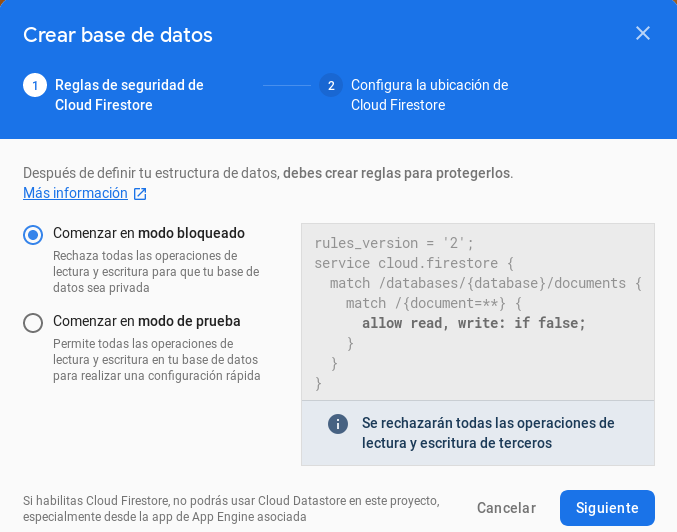 Crear base de datos
1 Reglas de seguridad de
Cloud Firestore
2 Configura la ubicación de
Cloud Firestore
Después de definir tu estructura de datos, debes crear reglas para protegerlos.
Más información
Comenzar en modo bloqueado
Rechaza todas las operaciones de
lectura y escritura para que tu base de
datos sea privada
Comenzar en modo de prueba
Permite todas las operaciones de
lectura y escritura en tu base de datos
para realizar una configuración rápida
rules_version = '2';
service cloud.firestore {
  match /databases/{database}/documents {
    match /{document=**} {
      allow read, write: if false;
    }
  }
}
Se rechazarán todas las operaciones de
lectura y escritura de terceros
Si habilitas Cloud Firestore, no podrás usar Cloud Datastore en este proyecto,
especialmente desde la app de App Engine asociada
Cancelar
Siguiente